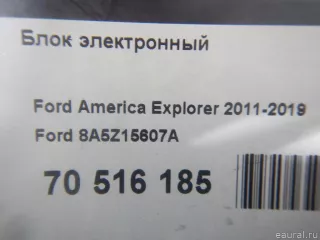 Блок электронный
Ford America Explorer 2011-2019
Ford 8A5Z15607A
70 516 185
eaural.ru